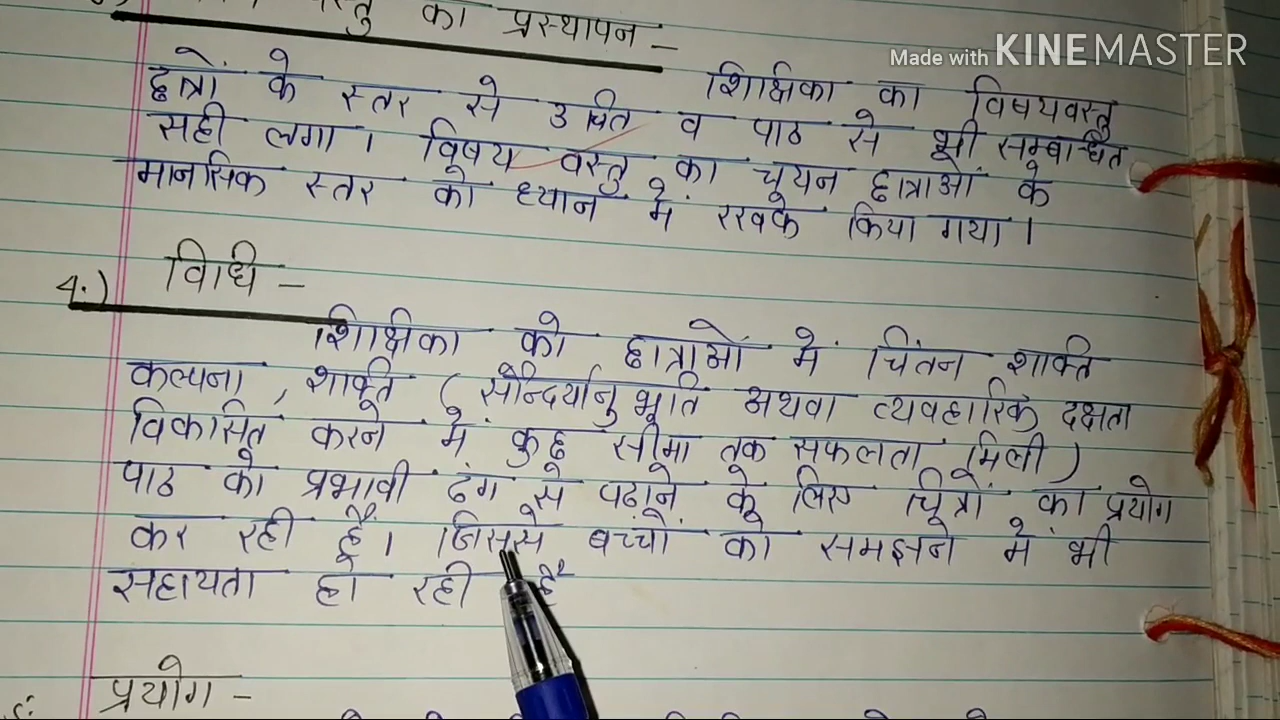 वस्तु का प्रस्थापन -
Made with KINEMASTER
शिक्षिका का विषयवस्तु
छात्रों के स्तर से उचित व पाठ से भी सम्बन्धित
सही लगा। विषय वस्तु का चयन छात्राओं के
मानसिक स्तर को ध्यान में रखके किया गया।
4.) विधि -
शिक्षिका को छात्राओं में चिंतन शक्ति
कल्पना, शक्ति ( सौन्दर्यानुभूति अथवा व्यवहारिक दक्षता
विकसित करने में कुछ सीमा तक सफलता मिली )
पाठ को प्रभावी ढंग से पढाने के लिए चित्रों का प्रयोग
कर रही हैं। जिससे बच्चों को समझने में भी
सहायता हो रही है
प्रयोग -